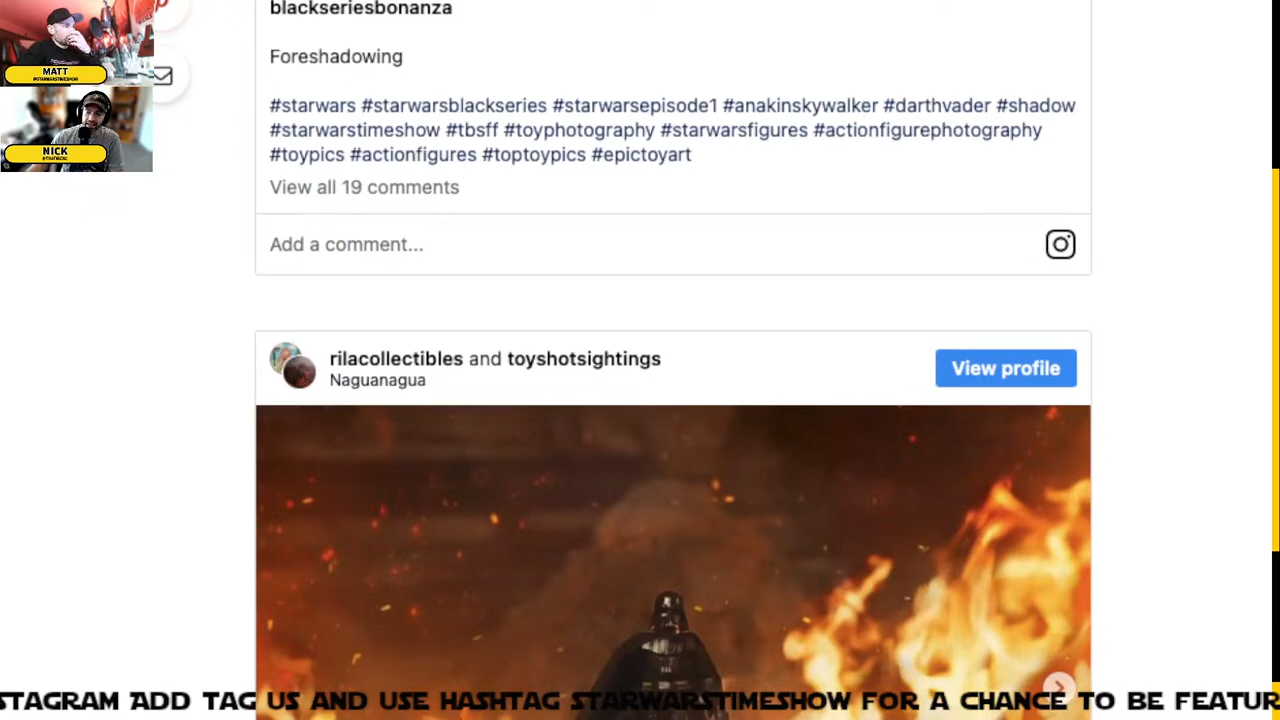 MATT
@STARWARSTIMESHOW
NICK
blackseriesbonanza
Foreshadowing
#starwars #starwarsblackseries #starwarsepisode1 #anakinskywalker #darthvader #shadow
#starwarstimeshow #tbsff #toyphotography #starwarsfigures #actionfigurephotography
#toypics #actionfigures #toptoypics #epictoyart
View all 19 comments
Add a comment...
rilacollectibles and toyshotsightings
Naguanagua
View profile
STAGRAM ADD TAG US AND USE HASHTAG STARWARSTIMESHOW FOR A CHANCE TO BE FEATUR